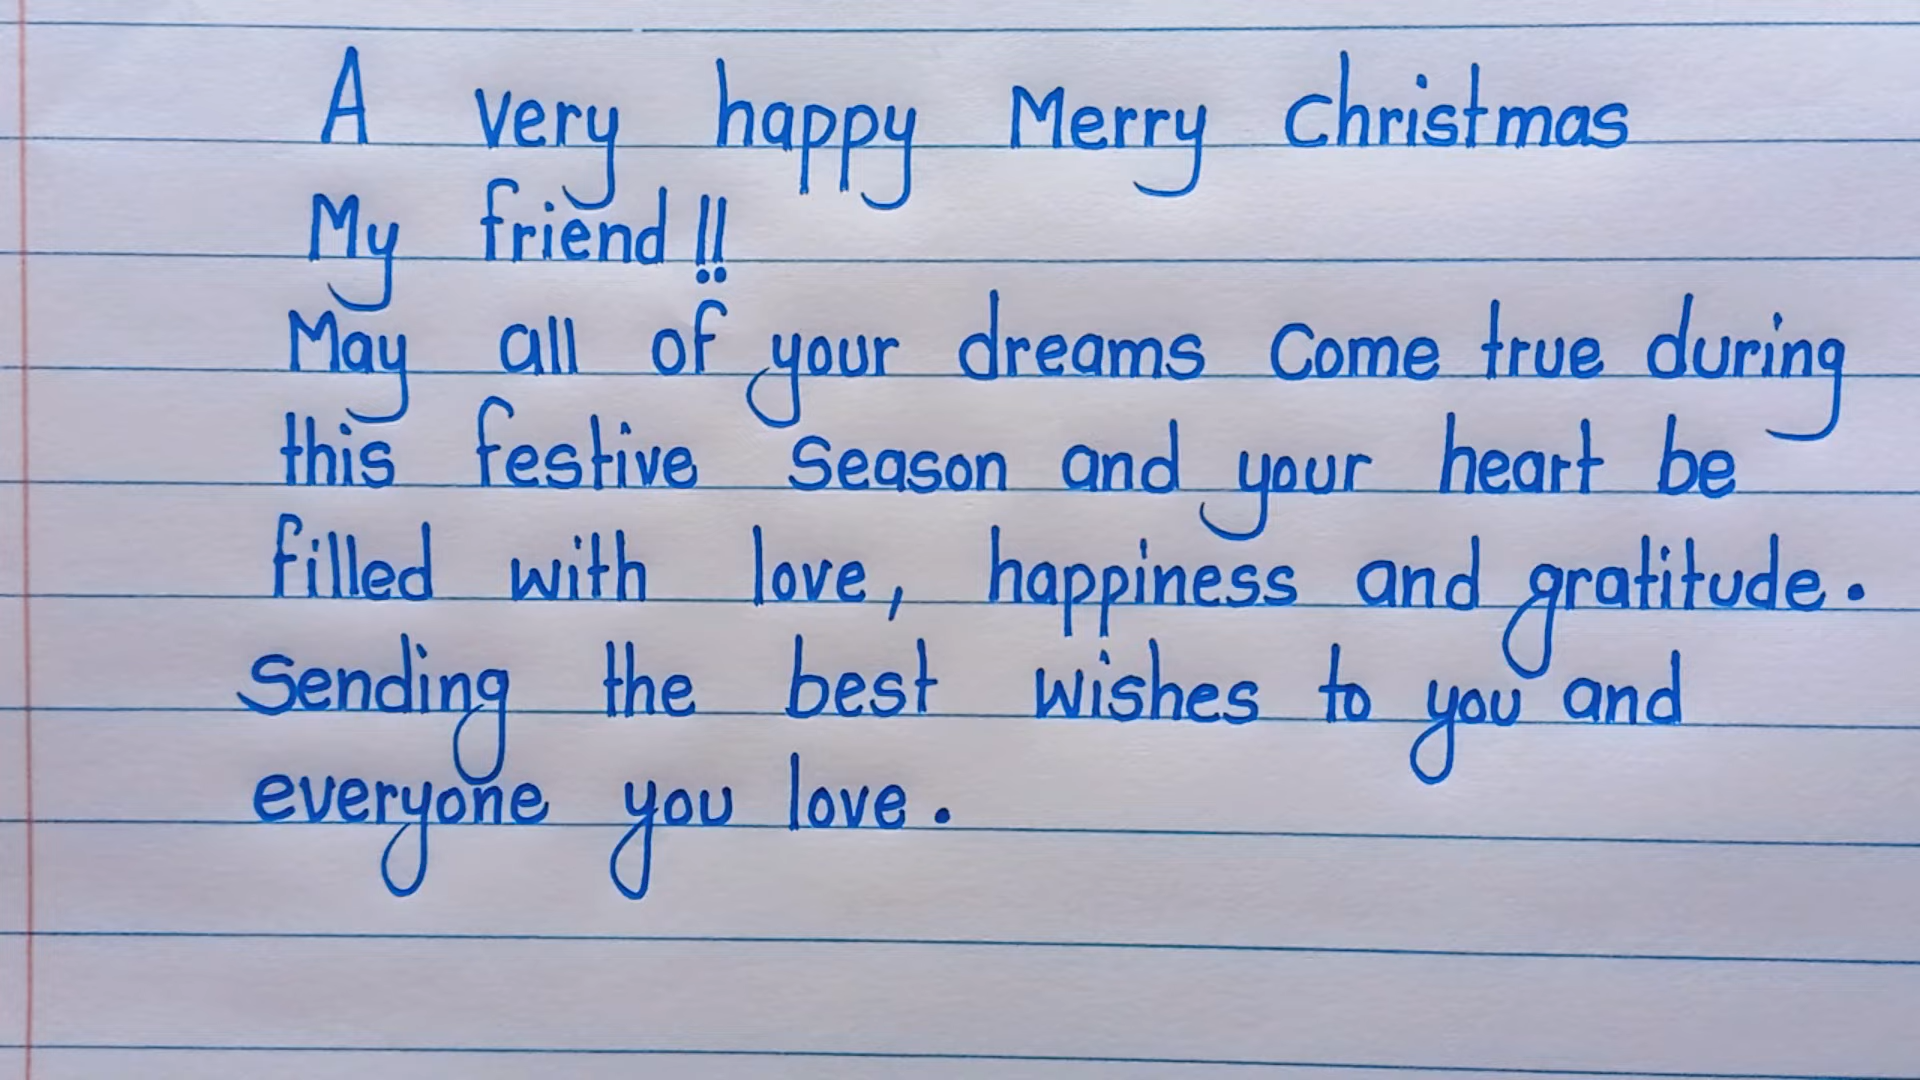 A very happy Merry Christmas
My friend!!
May all of your dreams Come true during
this festive Season and your heart be
filled with love, happiness and gratitude.
Sending the best wishes to you and
everyone you love.